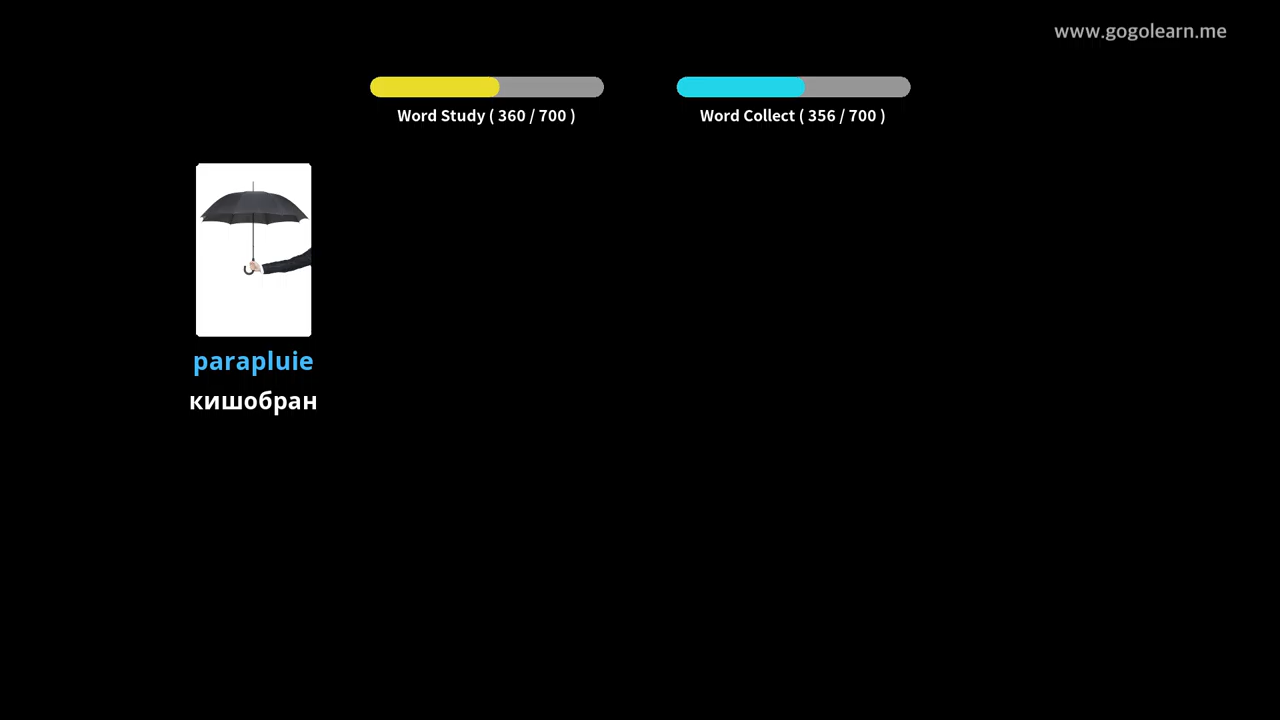 www.gogolearn.me
Word Study ( 360 / 700 )
Word Collect ( 356 / 700 )
parapluie
кишобран